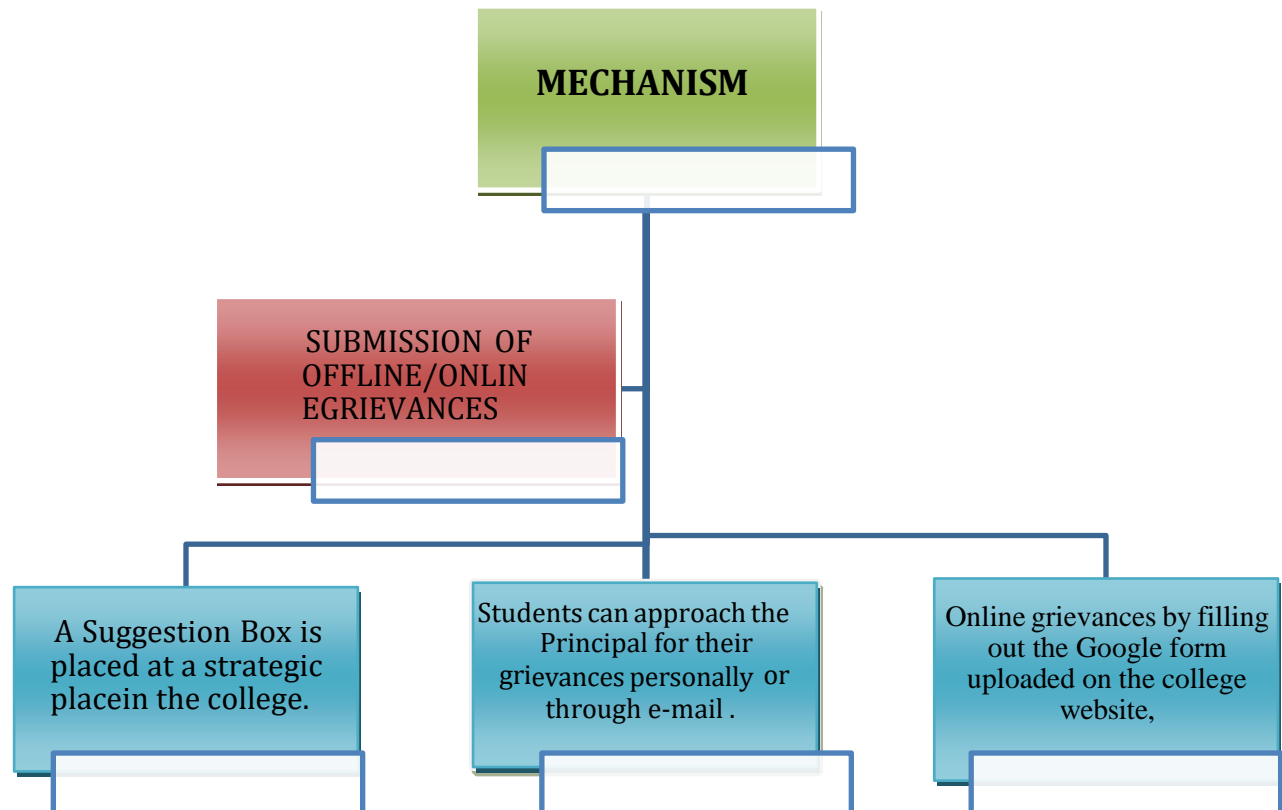 MECHANISM
SUBMISSION OF
OFFLINE/ONLIN
EGRIEVANCES
A Suggestion Box is
placed at a strategic
placein the college.
Students can approach the
Principal for their
grievances personally or
through e-mail .
Online grievances by filling
out the Google form
uploaded on the college
website,